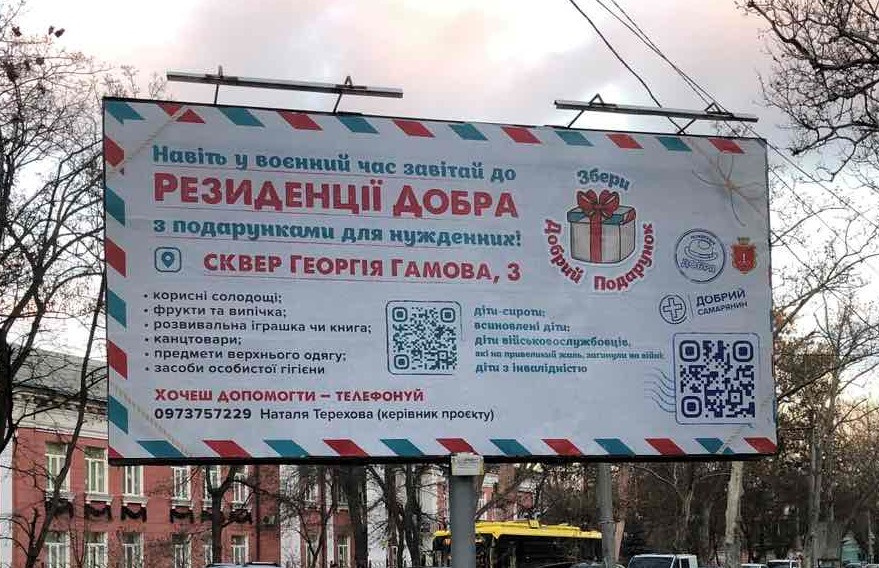 Навіть у воєнний час завітай до
РЕЗИДЕНЦІЇ ДОБРА
з подарунками для нужденних!
СКВЕР ГЕОРГІЯ ГАМОВА, 3
• корисні солодощі;
• фрукти та випічка;
• розвивальна іграшка чи книга;
• канцтовари;
• предмети верхнього одягу;
• засоби особистої гігієни
діти-сироти;
всиновлені діти;
діти військовослужбовців,
які на превеликий жаль, загинули на війні;
діти з інвалідністю
ХОЧЕШ ДОПОМОГТИ — ТЕЛЕФОНУЙ
0973757229 Наталя Терехова (керівник проєкту)
Збери
Добрий Подарунок
Добра
ДОБРИЙ
САМАРЯНИН